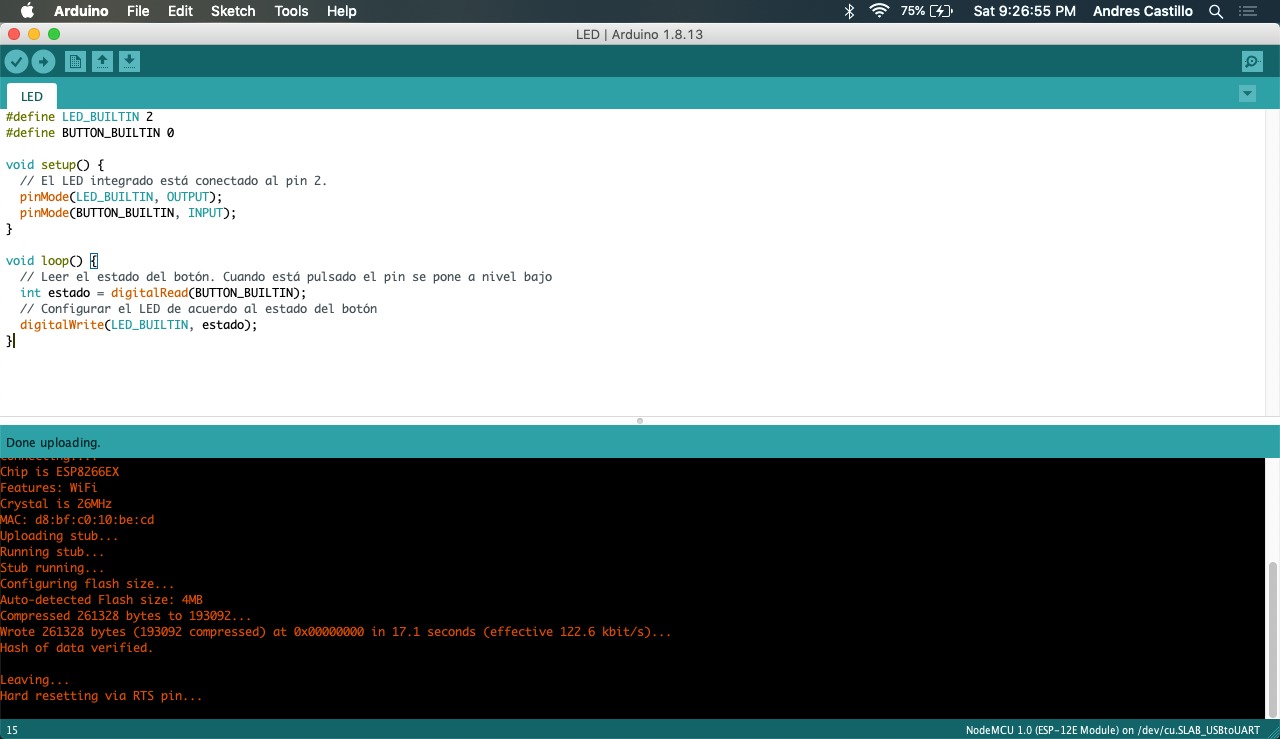 Arduino File Edit Sketch Tools Help 75% Sat 9:26:55 PM Andres Castillo
LED | Arduino 1.8.13
LED
#define LED_BUILTIN 2
#define BUTTON_BUILTIN 0
void setup() {
// El LED integrado está conectado al pin 2.
pinMode(LED_BUILTIN, OUTPUT);
pinMode(BUTTON_BUILTIN, INPUT);
}
void loop() {
// Leer el estado del botón. Cuando está pulsado el pin se pone a nivel bajo
int estado = digitalRead(BUTTON_BUILTIN);
// Configurar el LED de acuerdo al estado del botón
digitalWrite(LED_BUILTIN, estado);
}
Done uploading.
Connecting....
Chip is ESP8266EX
Features: WiFi
Crystal is 26MHz
MAC: d8:bf:c0:10:be:cd
Uploading stub...
Running stub...
Stub running...
Configuring flash size...
Auto-detected Flash size: 4MB
Compressed 261328 bytes to 193092...
Wrote 261328 bytes (193092 compressed) at 0x00000000 in 17.1 seconds (effective 122.6 kbit/s)...
Hash of data verified.
Leaving...
Hard resetting via RTS pin...
15 NodeMCU 1.0 (ESP-12E Module) on /dev/cu.SLAB_USBtoUART